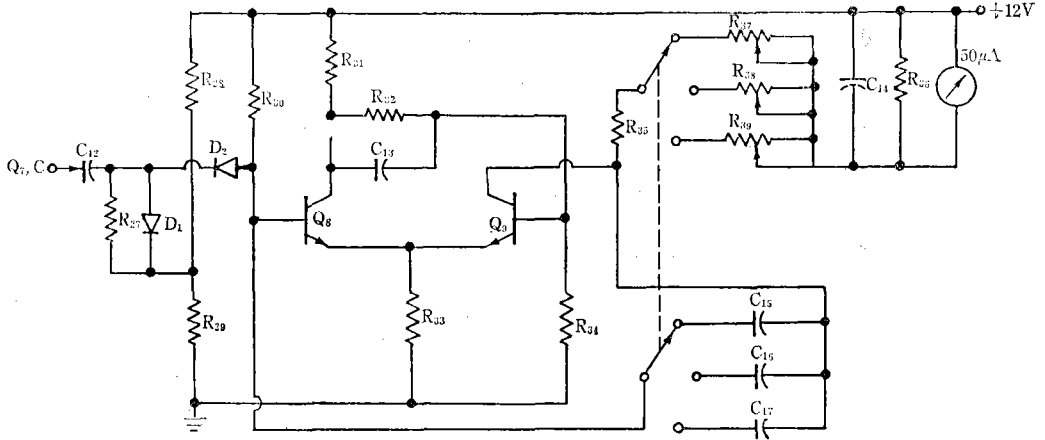 +12V
R37
50μA
R31
R28
R38
C14
R36
R30
R32
R39
R35
C13
D2
C12
Q7, C
Q8
Q9
R27
D1
C15
R33
R29
R34
C16
C17